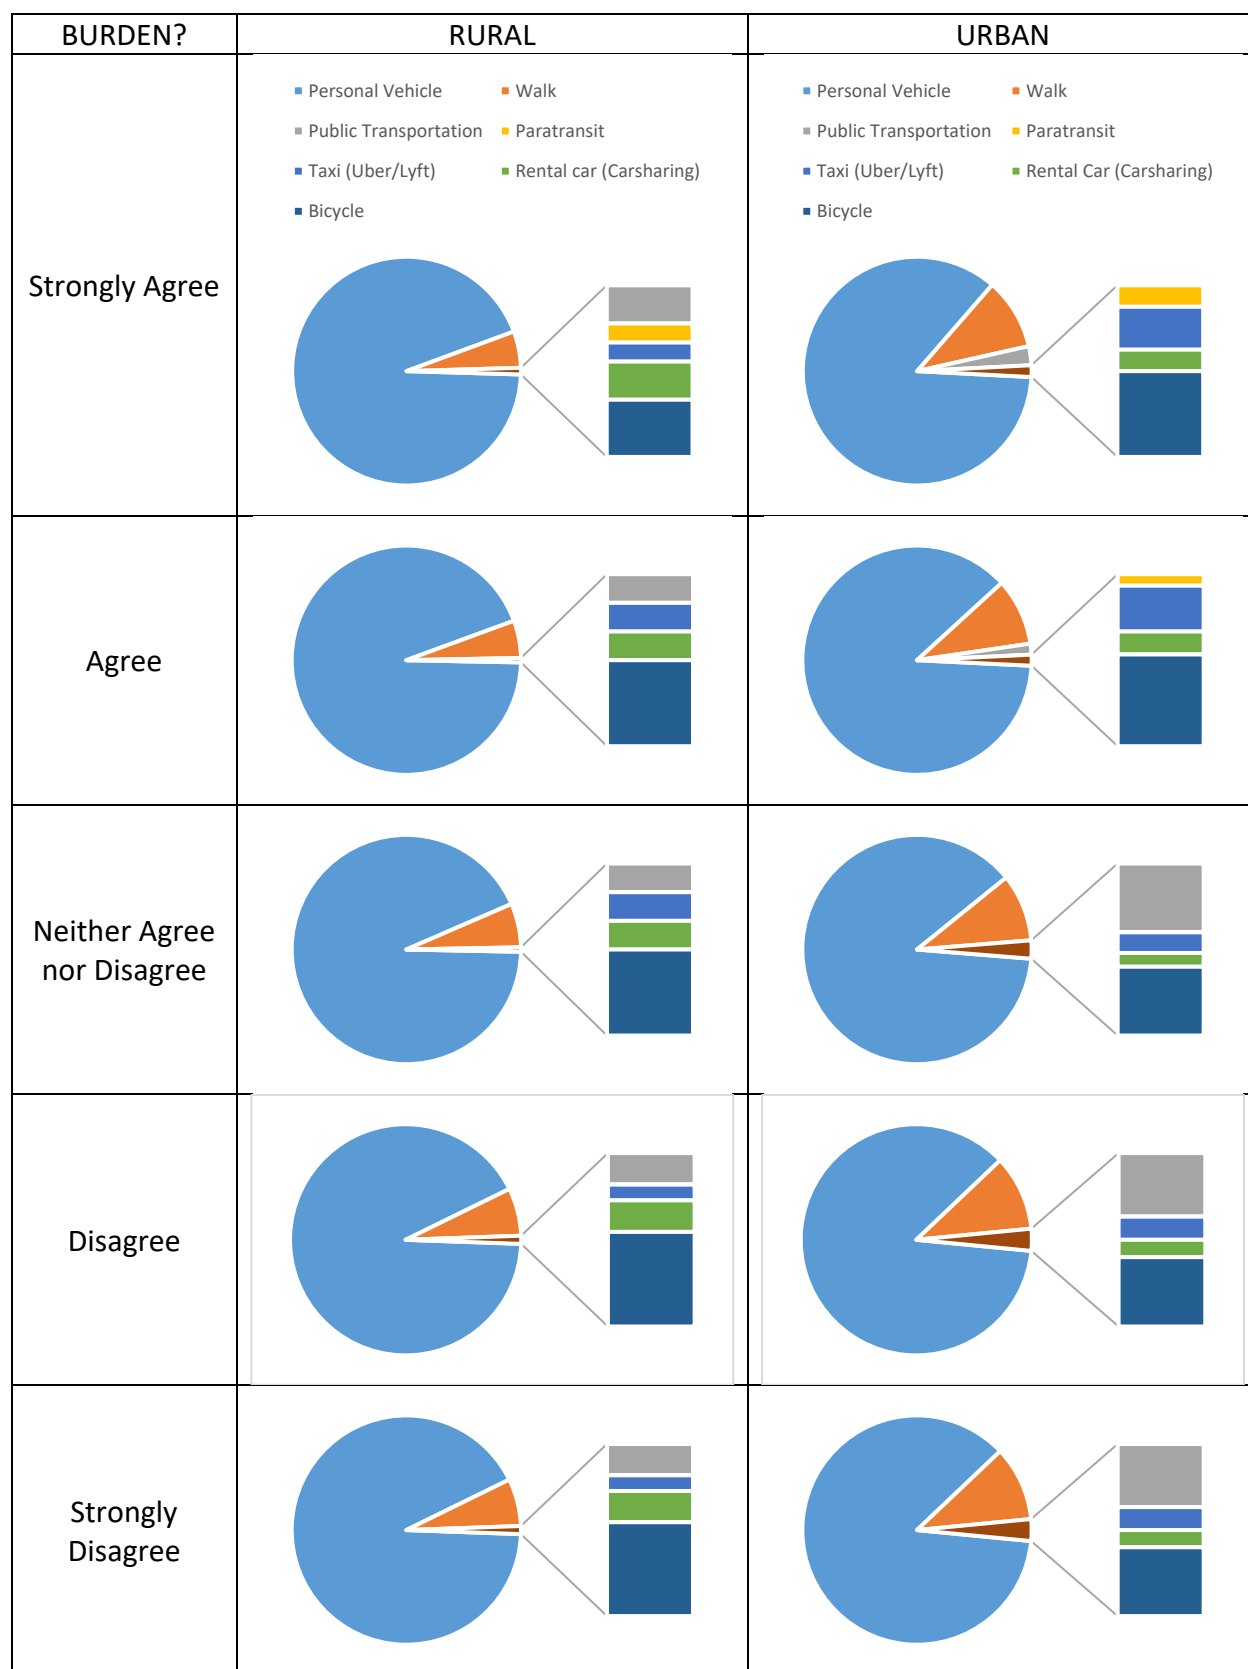 BURDEN?
RURAL
URBAN
Strongly Agree
Personal Vehicle
Walk
Public Transportation
Paratransit
Taxi (Uber/Lyft)
Rental car (Carsharing)
Bicycle
Personal Vehicle
Walk
Public Transportation
Paratransit
Taxi (Uber/Lyft)
Rental Car (Carsharing)
Bicycle
Agree
Neither Agree
nor Disagree
Disagree
Strongly
Disagree